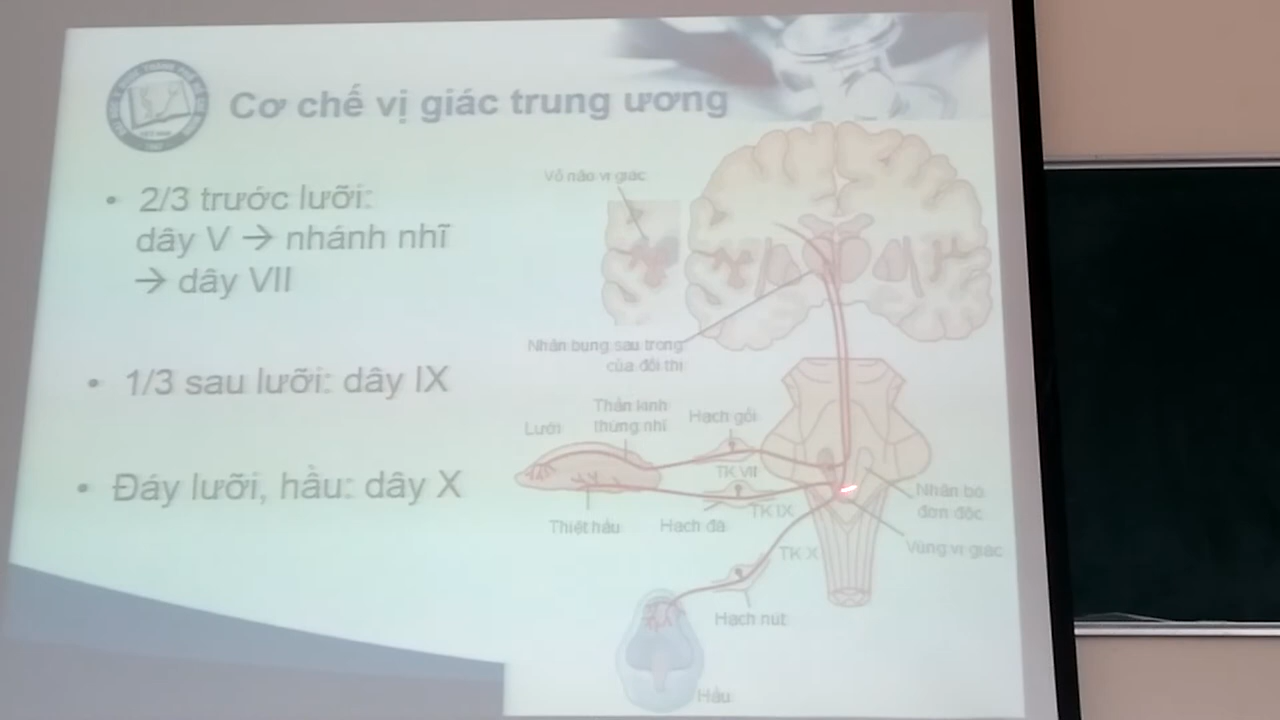 Cơ chế vị giác trung ương
• 2/3 trước lưỡi:
dây V → nhánh nhĩ
→ dây VII
• 1/3 sau lưỡi: dây IX
• Đáy lưỡi, hầu: dây X
Vỏ não vị giác
Nhân bụng sau trong
của đồi thị
Lưỡi
Thần kinh
thừng nhĩ
Hạch gối
TK VII
Thiệt hầu
Hạch đá
TK IX
TK X
Nhân bó
đơn độc
Vùng vị giác
Hạch nút
Hầu